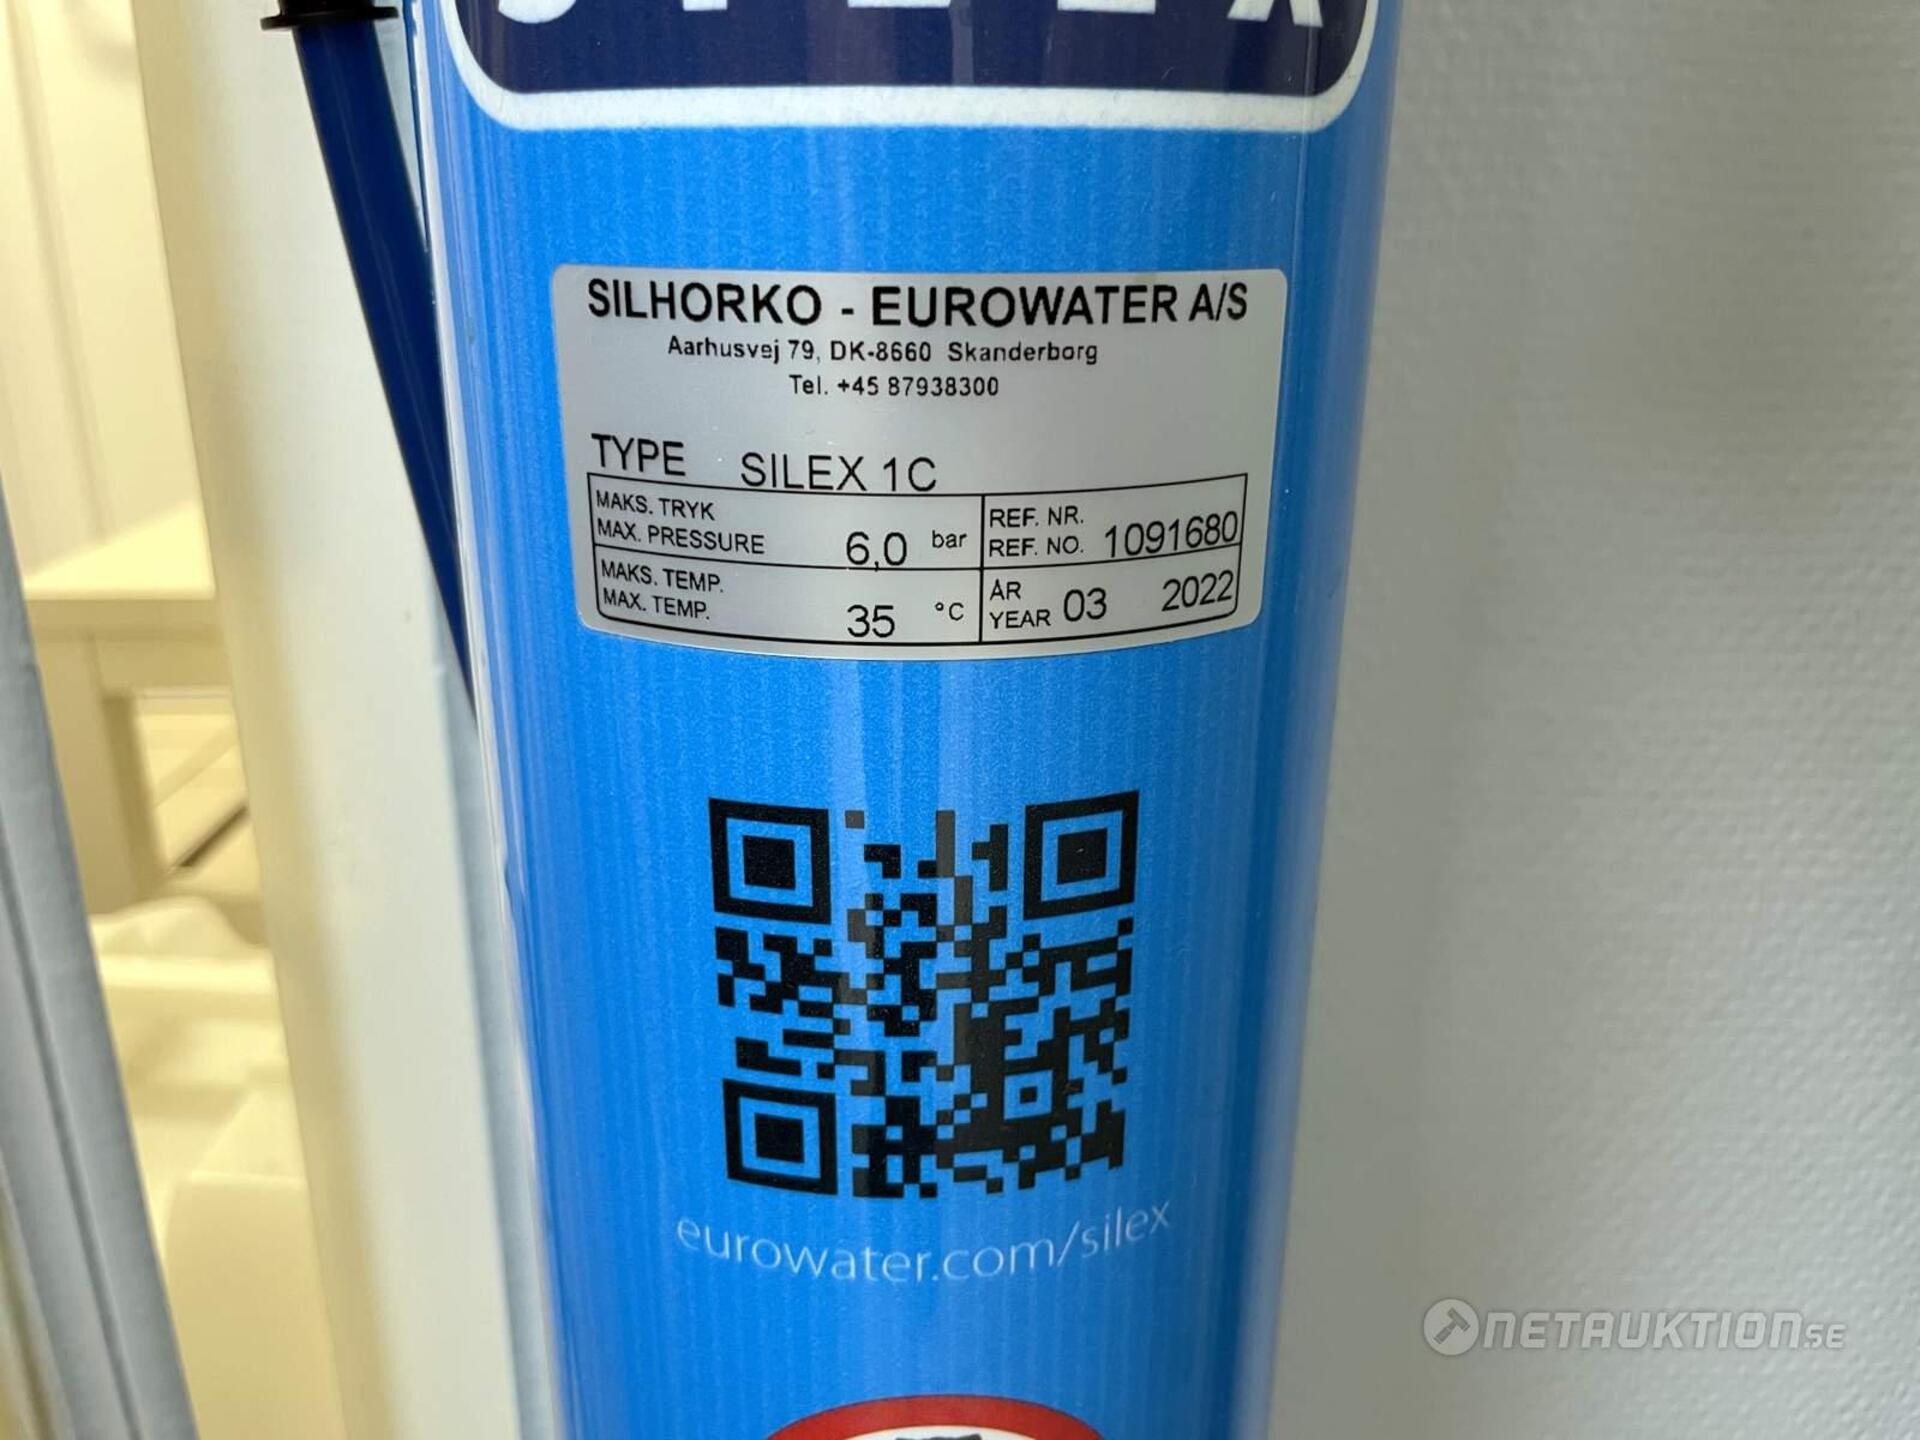 SILEX
SILHORKO - EUROWATER A/S
Aarhusvej 79, DK-8660 Skanderborg
Tel. +45 87938300
TYPE SILEX 1C
MAKS. TRYK
MAX. PRESSURE 6,0 bar
REF. NR.
REF. NO. 1091680
MAKS. TEMP.
MAX. TEMP. 35 °C
ÅR
YEAR 03 2022
eurowater.com/silex
NETAUKTION.SE